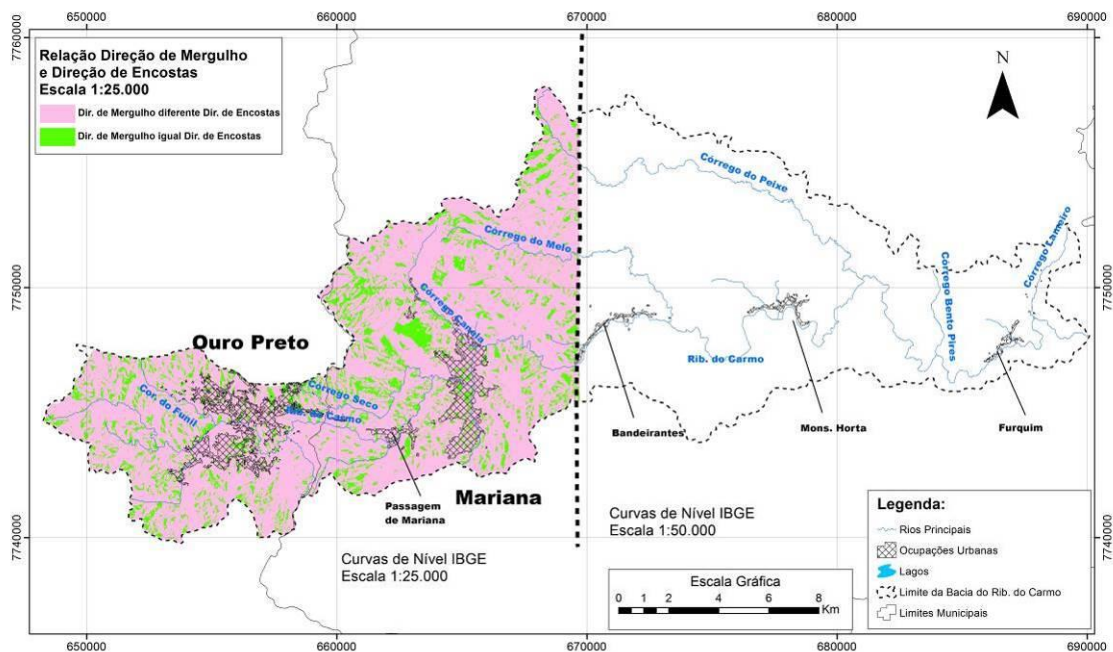 650000
660000
670000
680000
690000
7760000
7760000
Relação Direção de Mergulho
e Direção de Encostas
Escala 1:25.000
Dir. de Mergulho diferente Dir. de Encostas
Dir. de Mergulho igual Dir. de Encostas
N
Córrego do Peixe
Córrego Lameiro
Córrego do Melo
7750000
7750000
Córrego Bento Pires
Córrego Canela
Ouro Preto
Rib. do Carmo
Córrego Seco
Cor. do Funil
Rib. do Carmo
Bandeirantes
Mons. Horta
Furquim
Mariana
Passagem
de Mariana
Curvas de Nível IBGE
Escala 1:50.000
7740000
7740000
Curvas de Nível IBGE
Escala 1:25.000
Legenda:
Rios Principais
Ocupações Urbanas
Lagos
Limite da Bacia do Rib. do Carmo
Limites Municipais
Escala Gráfica
0 1 2 4 6 8
Km
650000
660000
670000
680000
690000